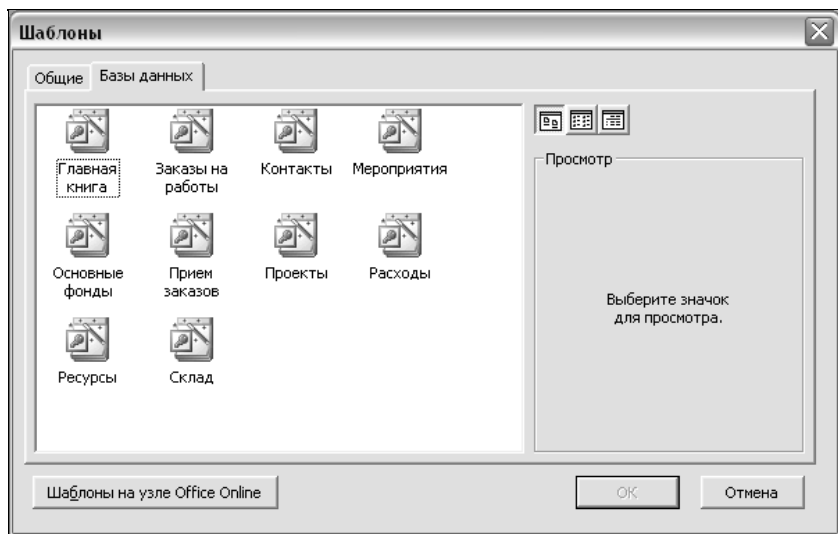 Шаблоны
Общие
Базы данных
Главная
книга
Заказы на
работы
Контакты
Мероприятия
Просмотр
Основные
фонды
Прием
заказов
Проекты
Расходы
Выберите значок
для просмотра.
Ресурсы
Склад
Шаблоны на узле Office Online
ОК
Отмена